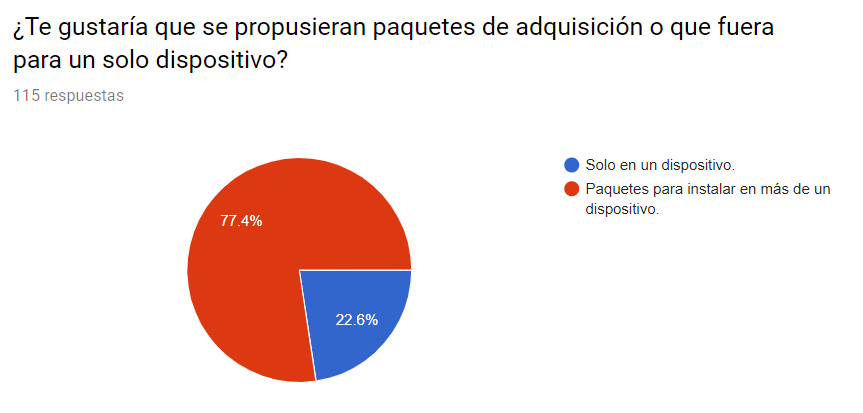 ¿Te gustaría que se propusieran paquetes de adquisición o que fuera
para un solo dispositivo?
115 respuestas
Solo en un dispositivo.
Paquetes para instalar en más de un
dispositivo.
77.4%
22.6%